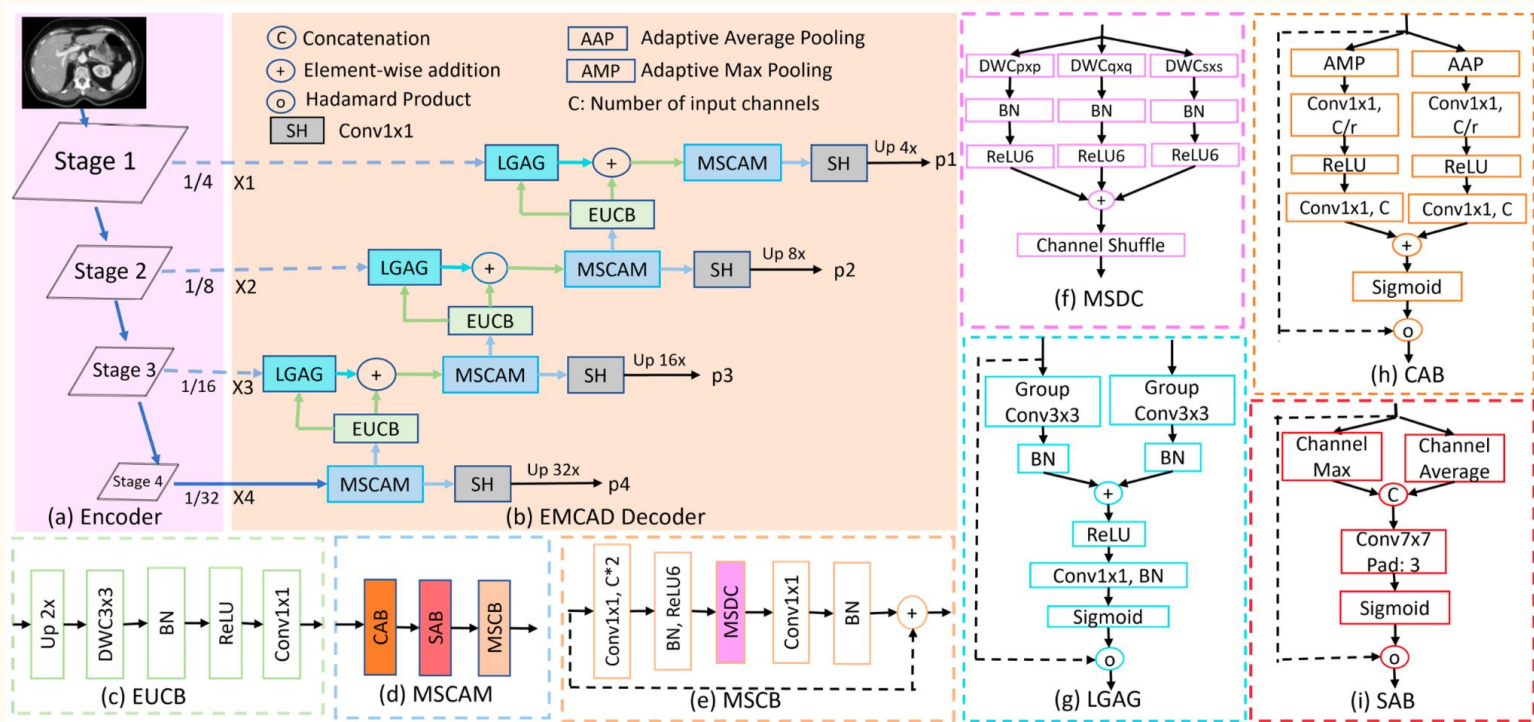 Stage 1
Stage 2
Stage 3
Stage 4
1/4 X1
1/8 X2
1/16 X3
1/32 X4
(a) Encoder
C Concatenation
+ Element-wise addition
o Hadamard Product
SH Conv1x1
AAP Adaptive Average Pooling
AMP Adaptive Max Pooling
C: Number of input channels
LGAG + MSCAM SH Up 4x p1
EUCB
LGAG + MSCAM SH Up 8x p2
EUCB
LGAG + MSCAM SH Up 16x p3
EUCB
MSCAM SH Up 32x p4
(b) EMCAD Decoder
Up 2x
DWC3x3
BN
ReLU
Conv1x1
(c) EUCB
CAB
SAB
MSCB
(d) MSCAM
Conv1x1, C*2
BN, ReLU6
MSDC
Conv1x1
BN
+
(e) MSCB
DWCpxp DWCqxq DWCsxs
BN BN BN
ReLU6 ReLU6 ReLU6
+
Channel Shuffle
(f) MSDC
Group Group
Conv3x3 Conv3x3
BN BN
+
ReLU
Conv1x1, BN
Sigmoid
o
(g) LGAG
AMP AAP
Conv1x1, Conv1x1,
C/r C/r
ReLU ReLU
Conv1x1, C Conv1x1, C
+
Sigmoid
o
(h) CAB
Channel Channel
Max Average
C
Conv7x7
Pad: 3
Sigmoid
o
(i) SAB